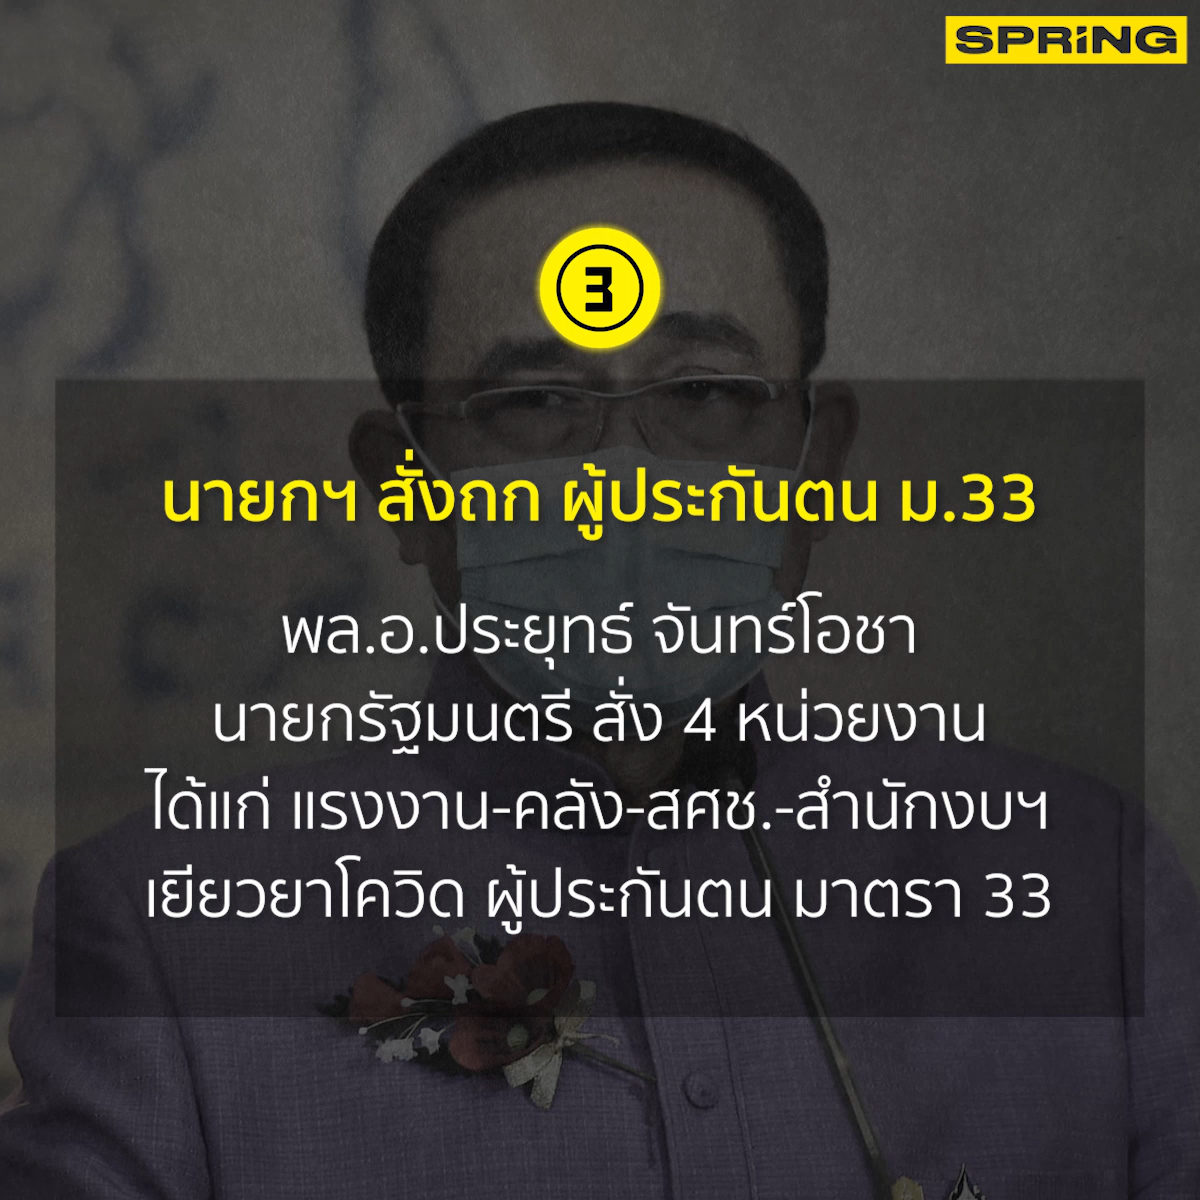 SPRiNG
3
นายกฯ สั่งถก ผู้ประกันตน ม.33
พล.อ.ประยุทธ์ จันทร์โอชา
นายกรัฐมนตรี สั่ง 4 หน่วยงาน
ได้แก่ แรงงาน-คลัง-สศช.-สำนักงบฯ
เยียวยาโควิด ผู้ประกันตน มาตรา 33